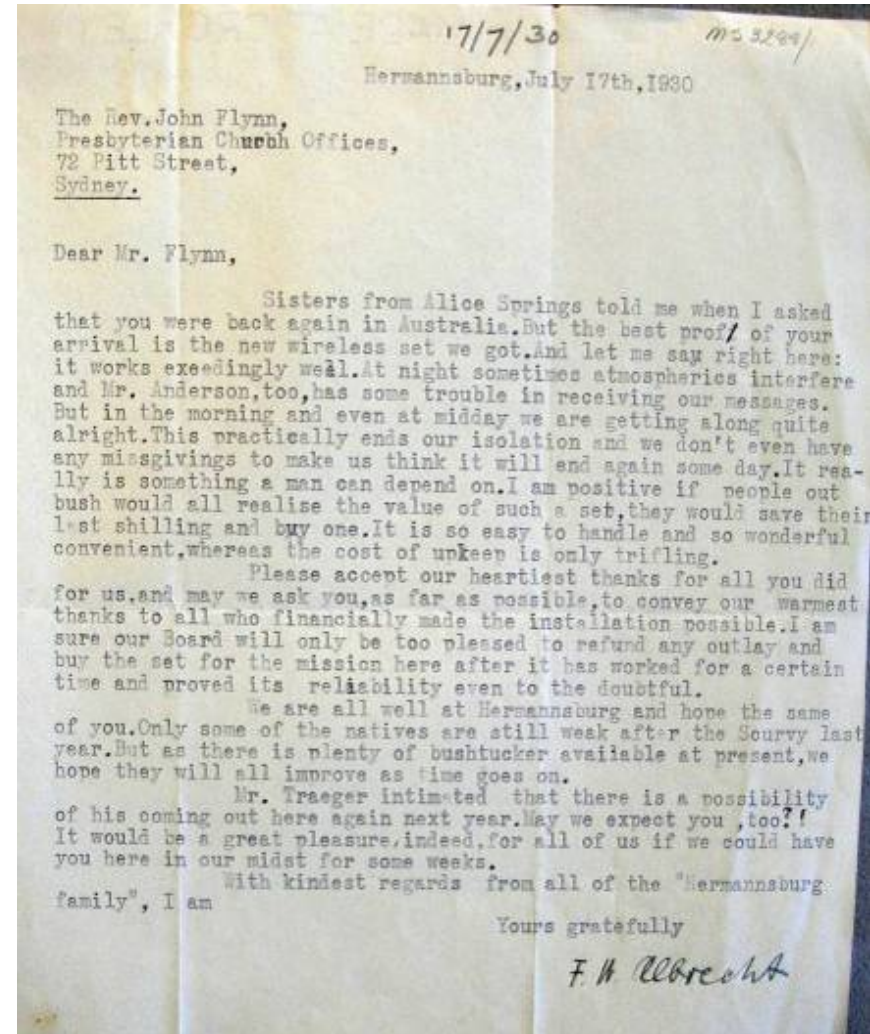 17/7/30
MS 3288/
Hermannsburg,July I7th,I930
The Rev.John Flynn,
Presbyterian Church Offices,
72 Pitt Street,
Sydney.
Dear Mr. Flynn,
Sisters from Alice Springs told me when I asked
that you were back again in Australia.But the best prof/ of your
arrival is the new wireless set we got.And let me say right here:
it works exeedingly well.At night sometimes atmospherics interfere
and Mr. Anderson,too,has some trouble in receiving our messages.
But in the morning and even at midday we are getting along quite
alright.This practically ends our isolation and we don't even have
any missgivings to make us think it will end again some day.It rea-
lly is something a man can depend on.I am positive if people out
bush would all realise the value of such a set,they would save their
last shilling and buy one.It is so easy to handle and so wonderful
convenient,whereas the cost of upkeep is only trifling.
Please accept our heartiest thanks for all you did
for us,and may we ask you,as far as possible,to convey our warmest
thanks to all who financially made the installation possible.I am
sure our Board will only be too pleased to refund any outlay and
buy the set for the mission here after it has worked for a certain
time and proved its reliability even to the doubtful.
We are all well at Hermannsburg and hope the same
of you.Only some of the natives are still weak after the Scurvy last
year.But as there is plenty of bushtucker available at present,we
hope they will all improve as time goes on.
Mr. Traeger intimated that there is a possibility
of his coming out here again next year.May we expect you ,too?!
It would be a great pleasure,indeed,for all of us if we could have
you here in our midst for some weeks.
With kindest regards from all of the "Hermannsburg
family", I am
Yours gratefully
F. W. Albrecht